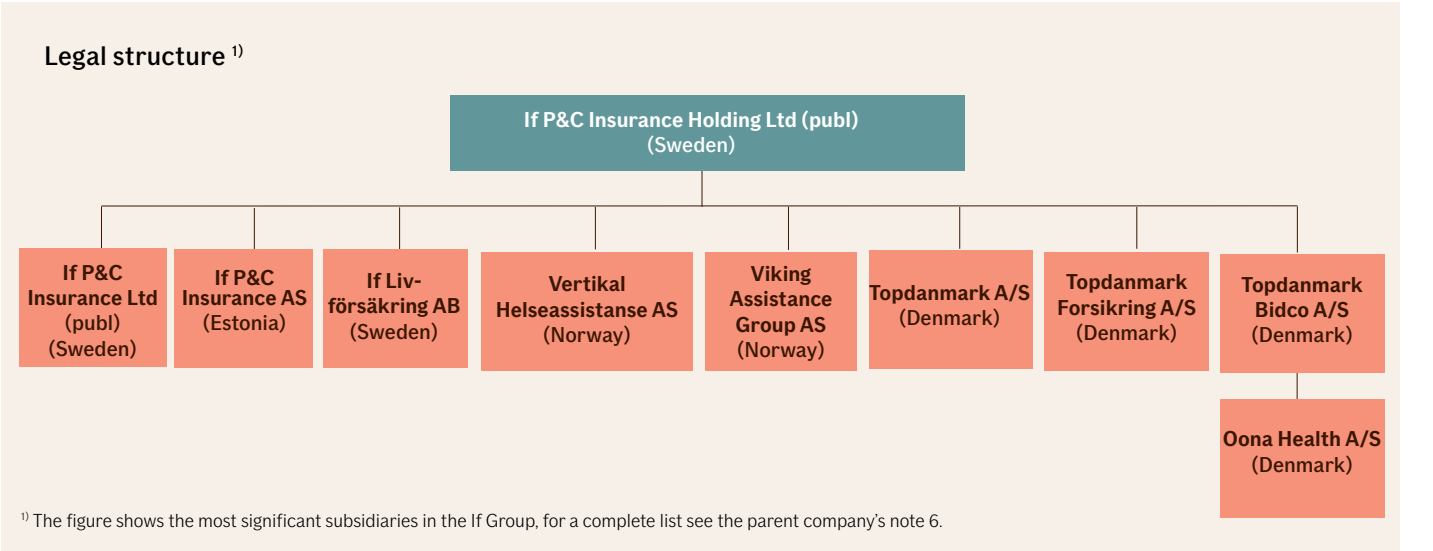 Legal structure 1)
If P&C Insurance Holding Ltd (publ)
(Sweden)
If P&C
Insurance Ltd
(publ)
(Sweden)
If P&C
Insurance AS
(Estonia)
If Liv-
försäkring AB
(Sweden)
Vertikal
Helseassistanse AS
(Norway)
Viking
Assistance
Group AS
(Norway)
Topdanmark A/S
(Denmark)
Topdanmark
Forsikring A/S
(Denmark)
Topdanmark
Bidco A/S
(Denmark)
Oona Health A/S
(Denmark)
1) The figure shows the most significant subsidiaries in the If Group, for a complete list see the parent company’s note 6.